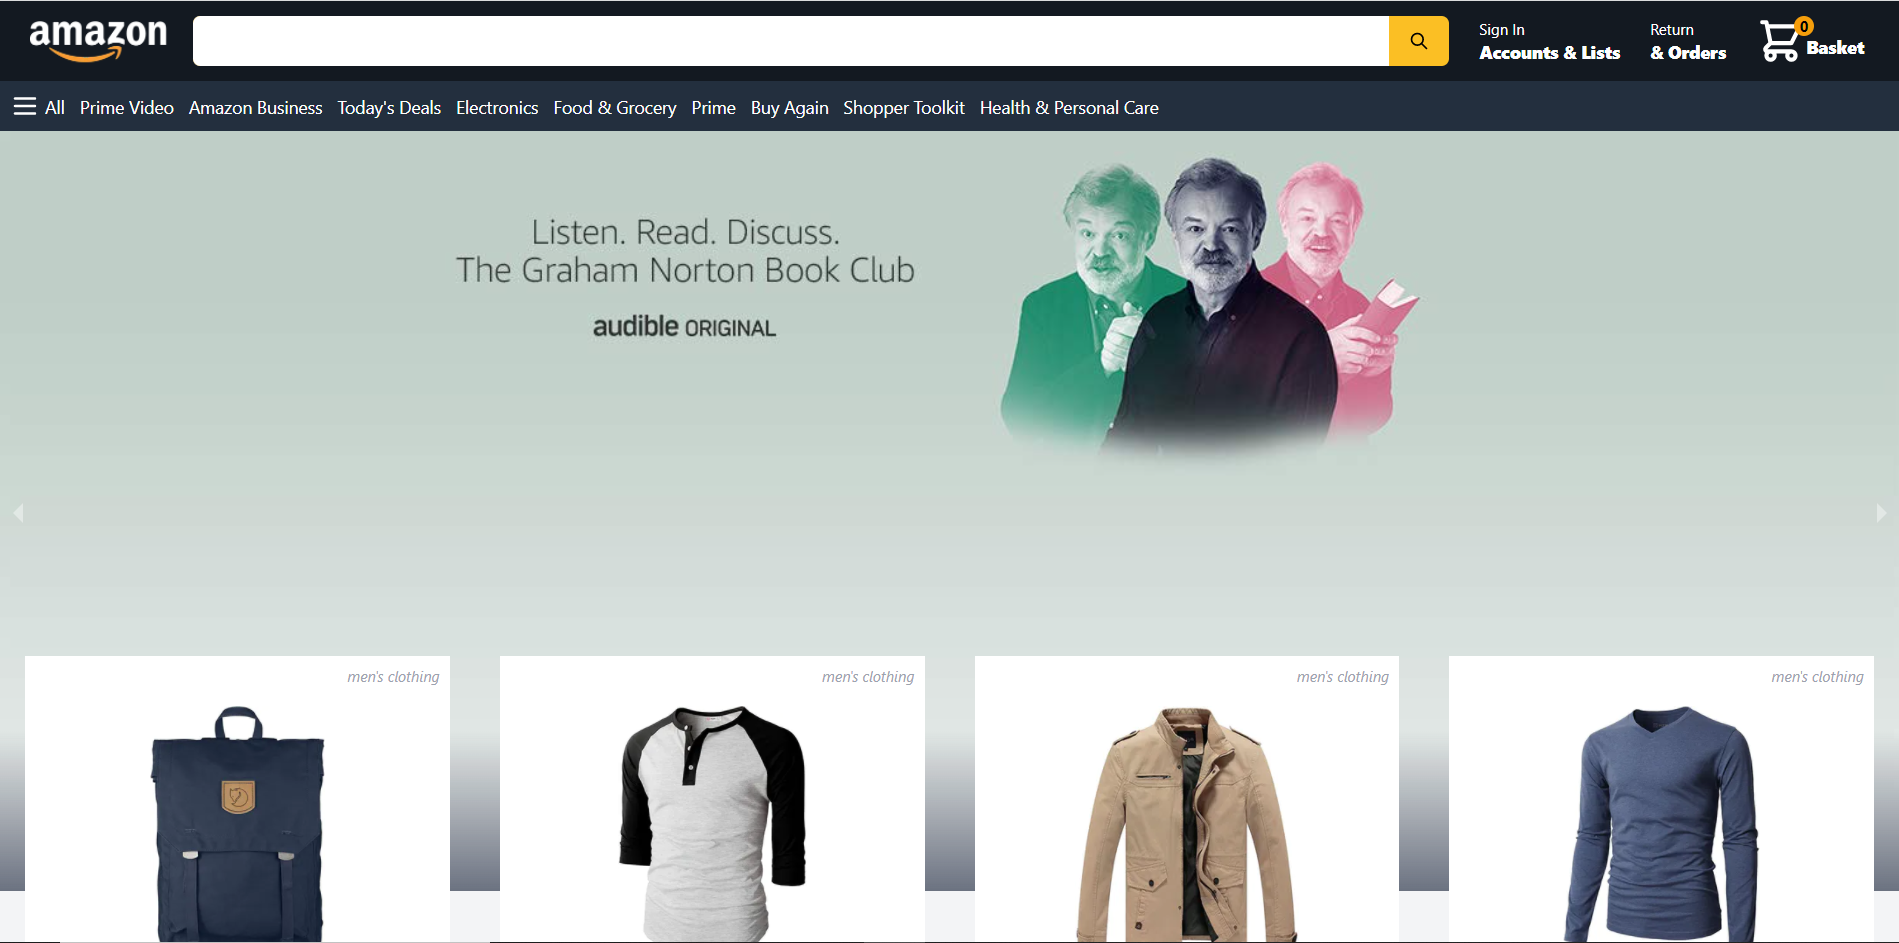 amazon
Sign In
Accounts & Lists
Return
& Orders
0
Basket
All Prime Video Amazon Business Today's Deals Electronics Food & Grocery Prime Buy Again Shopper Toolkit Health & Personal Care
Listen. Read. Discuss.
The Graham Norton Book Club
audible ORIGINAL
men's clothing
men's clothing
men's clothing
men's clothing